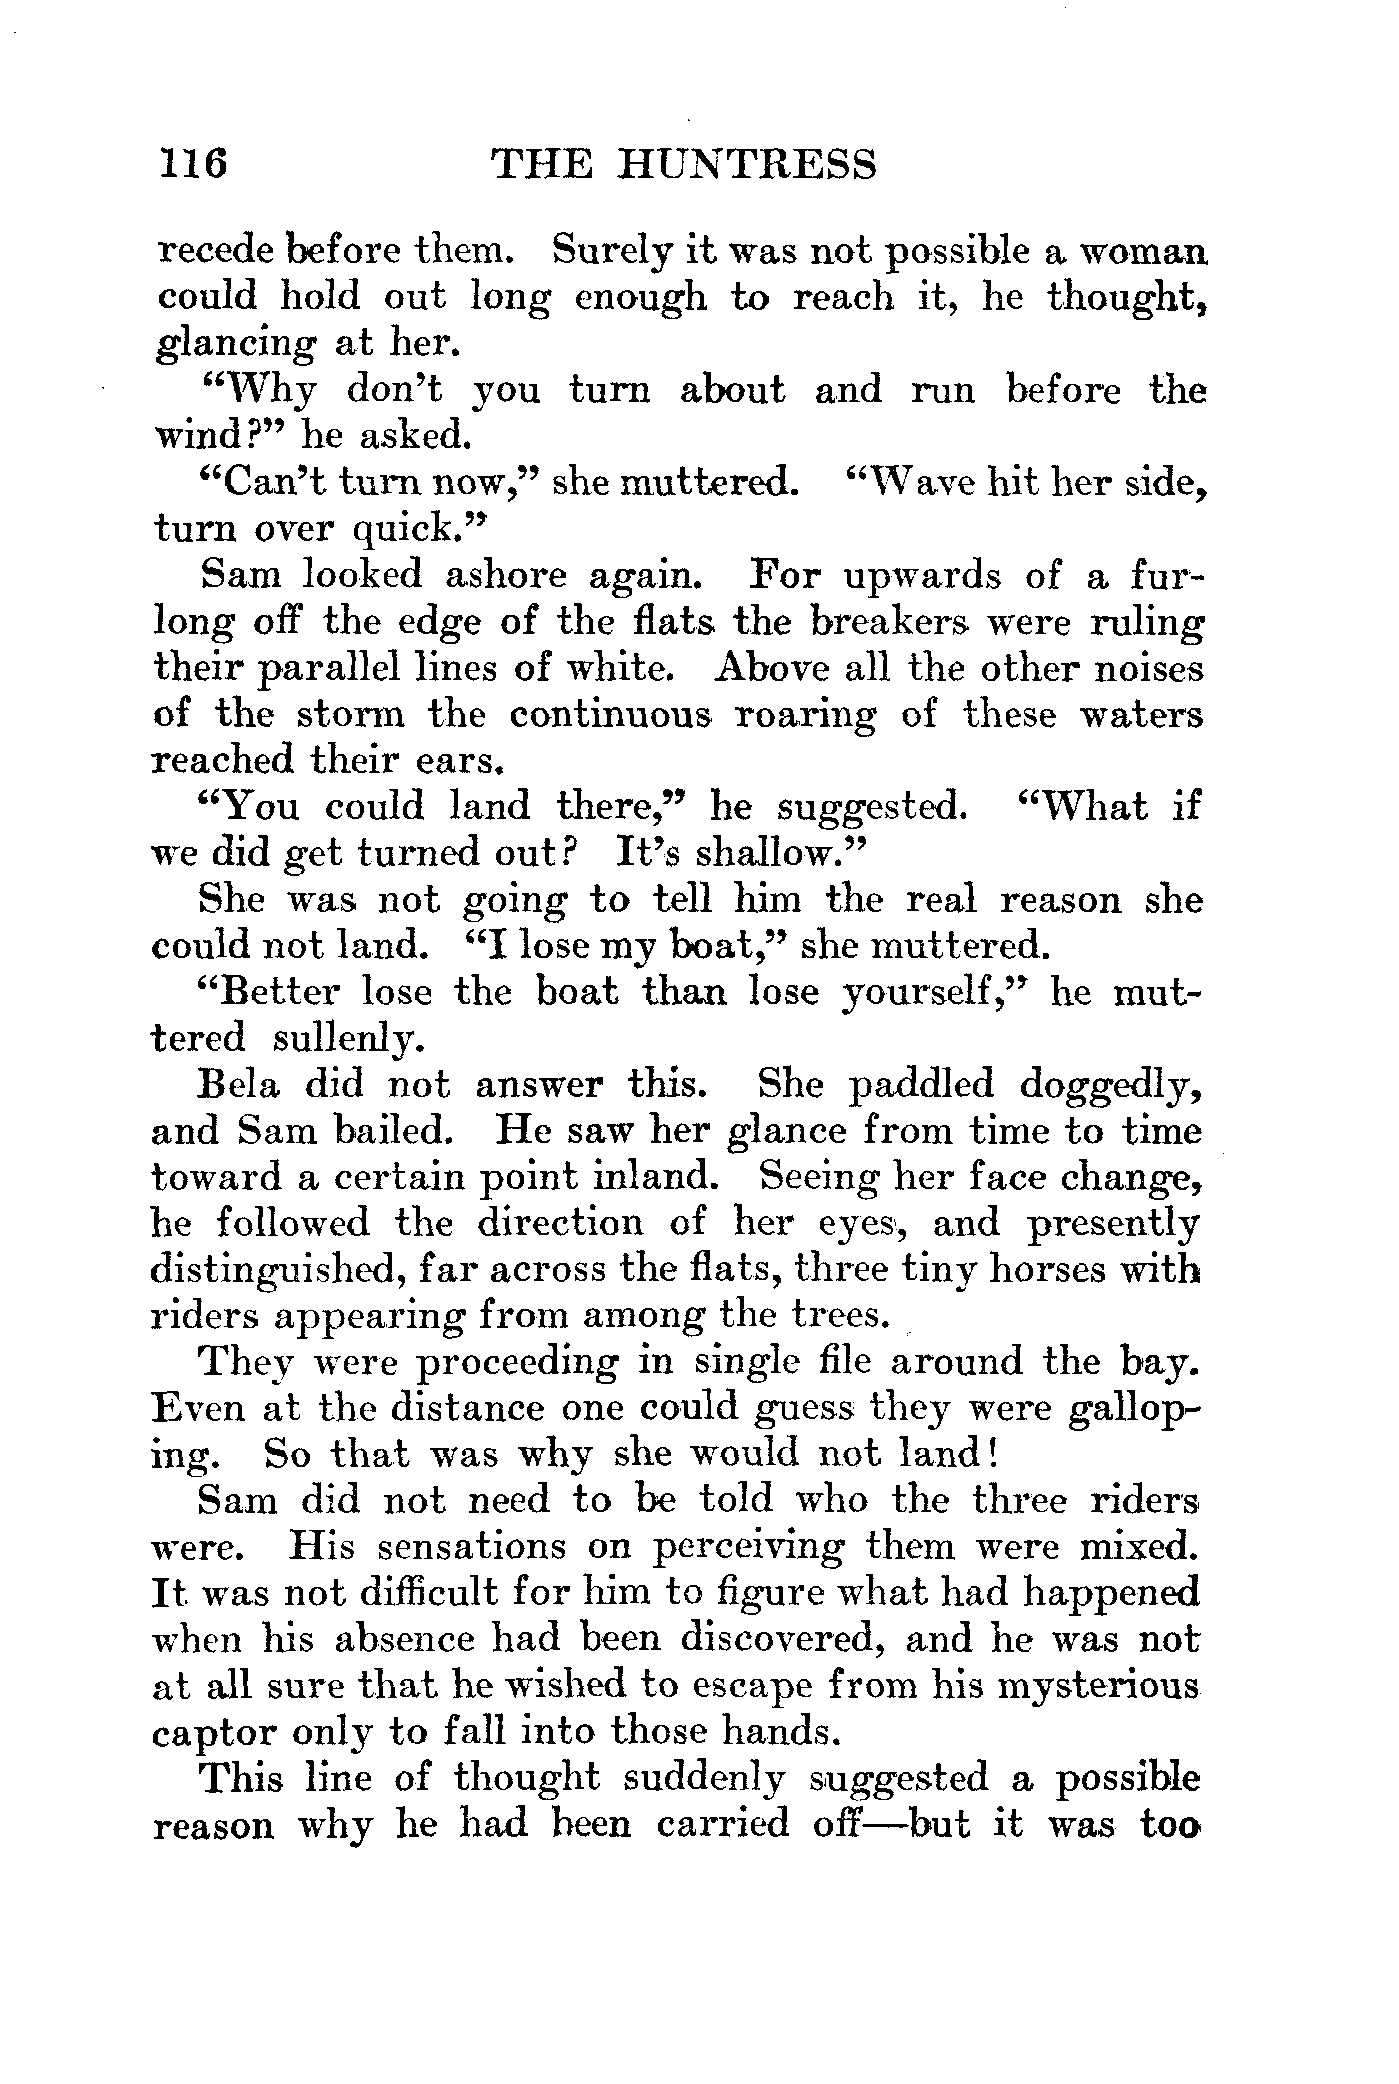 116 THE HUNTRESS
recede before them. Surely it was not possible a woman
could hold out long enough to reach it, he thought,
glancing at her.
“Why don’t you turn about and run before the
wind?” he asked.
“Can’t turn now,” she muttered. “Wave hit her side,
turn over quick.”
Sam looked ashore again. For upwards of a fur-
long off the edge of the flats the breakers were ruling
their parallel lines of white. Above all the other noises
of the storm the continuous roaring of these waters
reached their ears.
“You could land there,” he suggested. “What if
we did get turned out? It’s shallow.”
She was not going to tell him the real reason she
could not land. “I lose my boat,” she muttered.
“Better lose the boat than lose yourself,” he mut-
tered sullenly.
Bela did not answer this. She paddled doggedly,
and Sam bailed. He saw her glance from time to time
toward a certain point inland. Seeing her face change,
he followed the direction of her eyes, and presently
distinguished, far across the flats, three tiny horses with
riders appearing from among the trees.
They were proceeding in single file around the bay.
Even at the distance one could guess they were gallop-
ing. So that was why she would not land!
Sam did not need to be told who the three riders
were. His sensations on perceiving them were mixed.
It was not difficult for him to figure what had happened
when his absence had been discovered, and he was not
at all sure that he wished to escape from his mysterious
captor only to fall into those hands.
This line of thought suddenly suggested a possible
reason why he had been carried off—but it was too